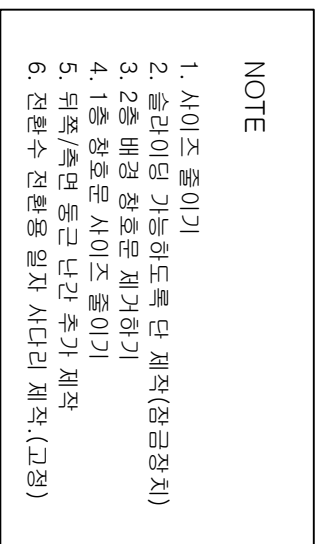 NOTE
1. 사이즈 줄이기
2. 슬라이딩 가능하도록 단 제작(잠금장치)
3. 2층 배경 창호문 제거하기
4. 1층 창호문 사이즈 줄이기
5. 뒤쪽/측면 둥근 난간 추가 제작
6. 전환수 전환용 일자 사다리 제작.(고정)